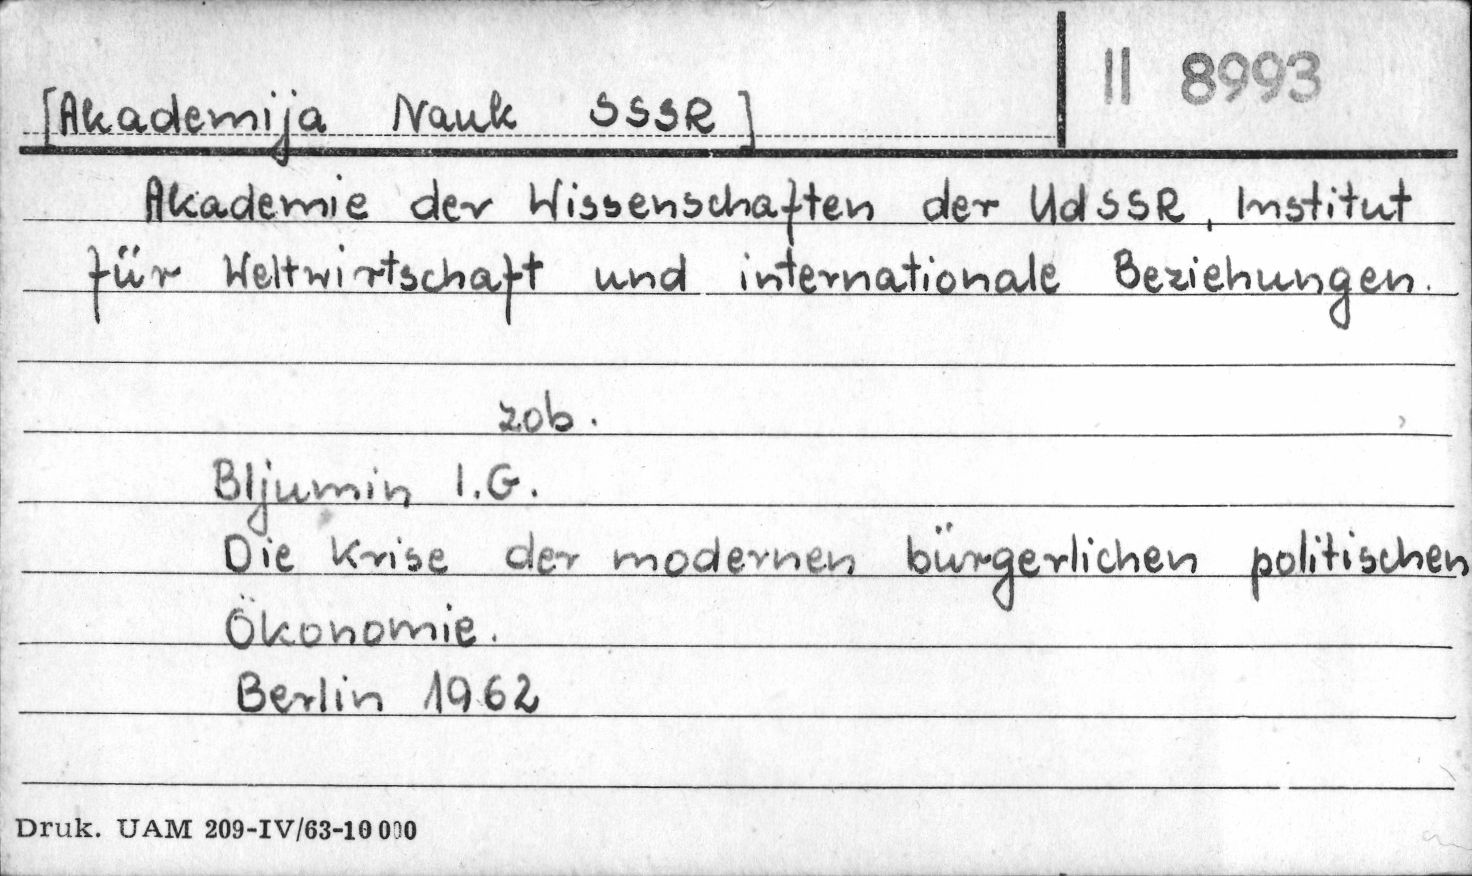 II 8993
[Akademija Nauk SSSR]
Akademie der Wissenschaften der UdSSR, Institut
für Weltwirtschaft und internationale Beziehungen.
zob.
Bljumin I.G.
Die Krise der modernen bürgerlichen politischen
Ökonomie.
Berlin 1962
Druk. UAM 209-IV/63-10 000